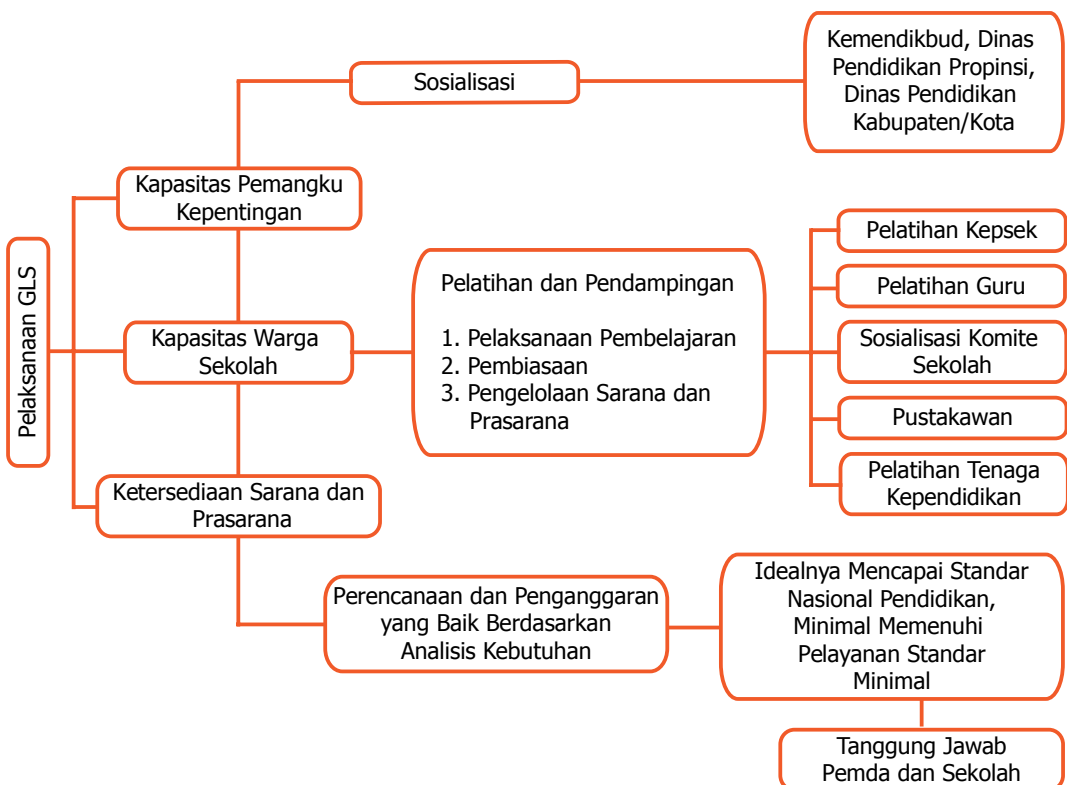 Pelaksanaan GLS
Kapasitas Pemangku
Kepentingan
Sosialisasi
Kemendikbud, Dinas
Pendidikan Propinsi,
Dinas Pendidikan
Kabupaten/Kota
Kapasitas Warga
Sekolah
Pelatihan dan Pendampingan
1. Pelaksanaan Pembelajaran
2. Pembiasaan
3. Pengelolaan Sarana dan
Prasarana
Pelatihan Kepsek
Pelatihan Guru
Sosialisasi Komite
Sekolah
Pustakawan
Pelatihan Tenaga
Kependidikan
Ketersediaan Sarana dan
Prasarana
Perencanaan dan Penganggaran
yang Baik Berdasarkan
Analisis Kebutuhan
Idealnya Mencapai Standar
Nasional Pendidikan,
Minimal Memenuhi
Pelayanan Standar
Minimal
Tanggung Jawab
Pemda dan Sekolah